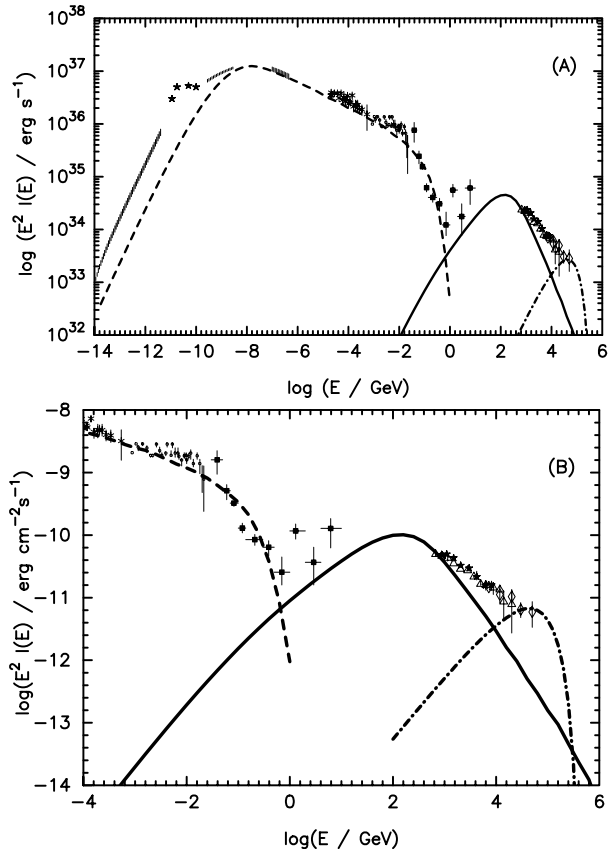 10^38
10^37
10^36
10^35
10^34
10^33
10^32
log (E^2 I(E) / erg s^−1)
(A)
−14 −12 −10 −8 −6 −4 −2 0 2 4 6
log (E / GeV)
−8
−9
−10
−11
−12
−13
−14
log(E^2 I(E) / erg cm^−2s^−1)
(B)
−4 −2 0 2 4 6
log(E / GeV)